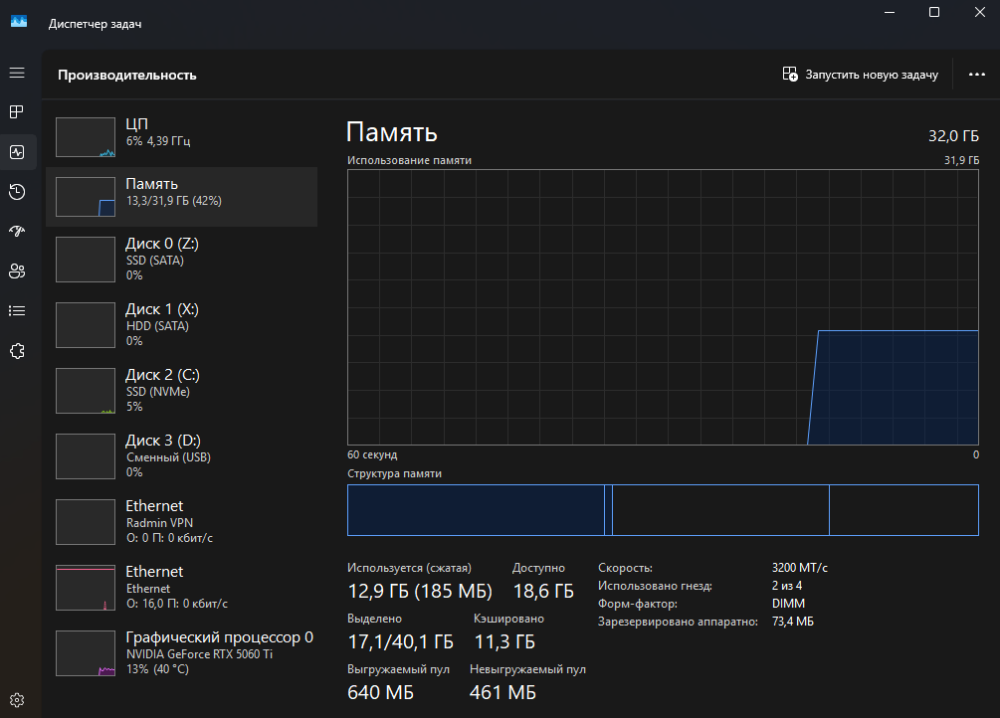 Диспетчер задач
Производительность
Запустить новую задачу
ЦП
6% 4,39 ГГц
Память
13,3/31,9 ГБ (42%)
Диск 0 (Z:)
SSD (SATA)
0%
Диск 1 (X:)
HDD (SATA)
0%
Диск 2 (C:)
SSD (NVMe)
5%
Диск 3 (D:)
Сменный (USB)
0%
Ethernet
Radmin VPN
О: 0 П: 0 кбит/с
Ethernet
Ethernet
О: 16,0 П: 0 кбит/с
Графический процессор 0
NVIDIA GeForce RTX 5060 Ti
13% (40 °C)
Память 32,0 ГБ
Использование памяти 31,9 ГБ
60 секунд 0
Структура памяти
Используется (сжатая) Доступно
12,9 ГБ (185 МБ) 18,6 ГБ
Выделено Кэшировано
17,1/40,1 ГБ 11,3 ГБ
Выгружаемый пул Невыгружаемый пул
640 МБ 461 МБ
Скорость: 3200 МТ/с
Использовано гнезд: 2 из 4
Форм-фактор: DIMM
Зарезервировано аппаратно: 73,4 МБ